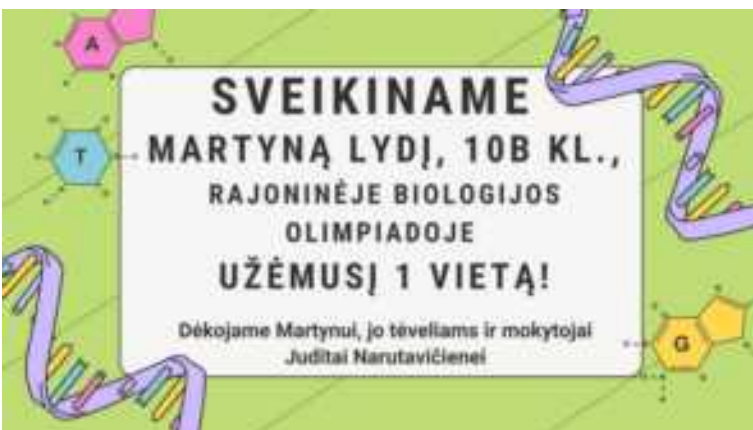 A
T
G
SVEIKINAME
MARTYNĄ LYDĮ, 10B KL.,
RAJONINĖJE BIOLOGIJOS
OLIMPIADOJE
UŽĖMUSĮ 1 VIETĄ!
Dėkojame Martynui, jo tėveliams ir mokytojai
Juditai Narutavičienei